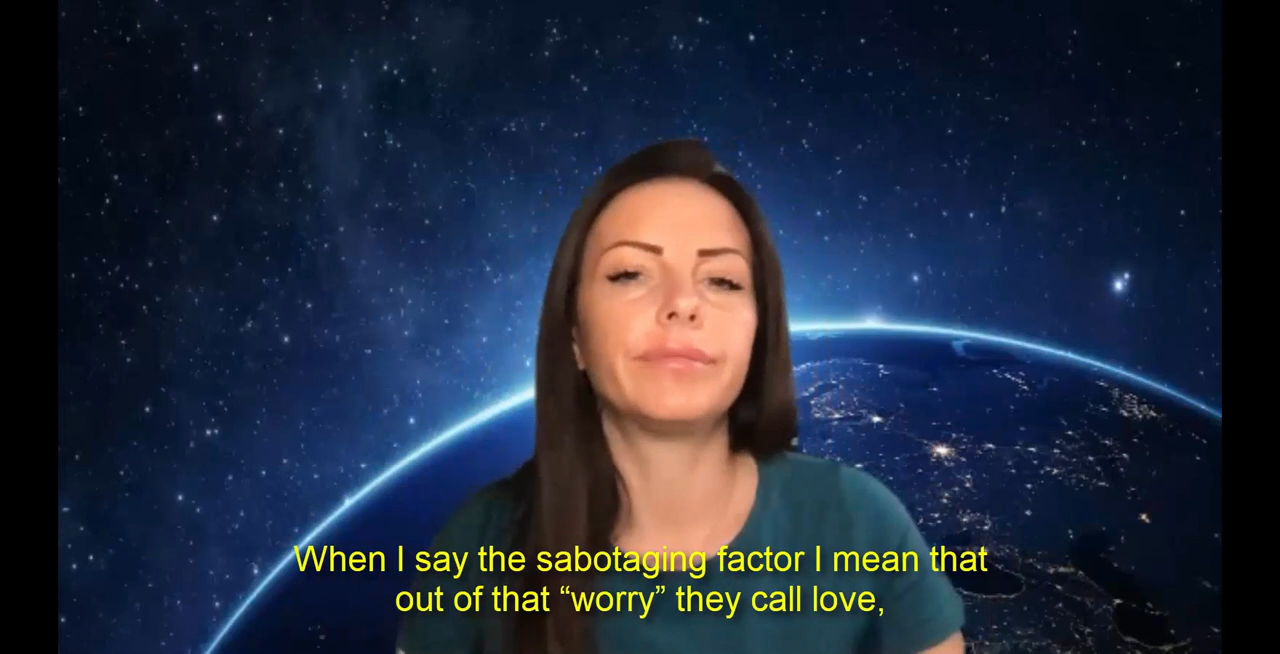 When I say the sabotaging factor I mean that
out of that “worry” they call love,